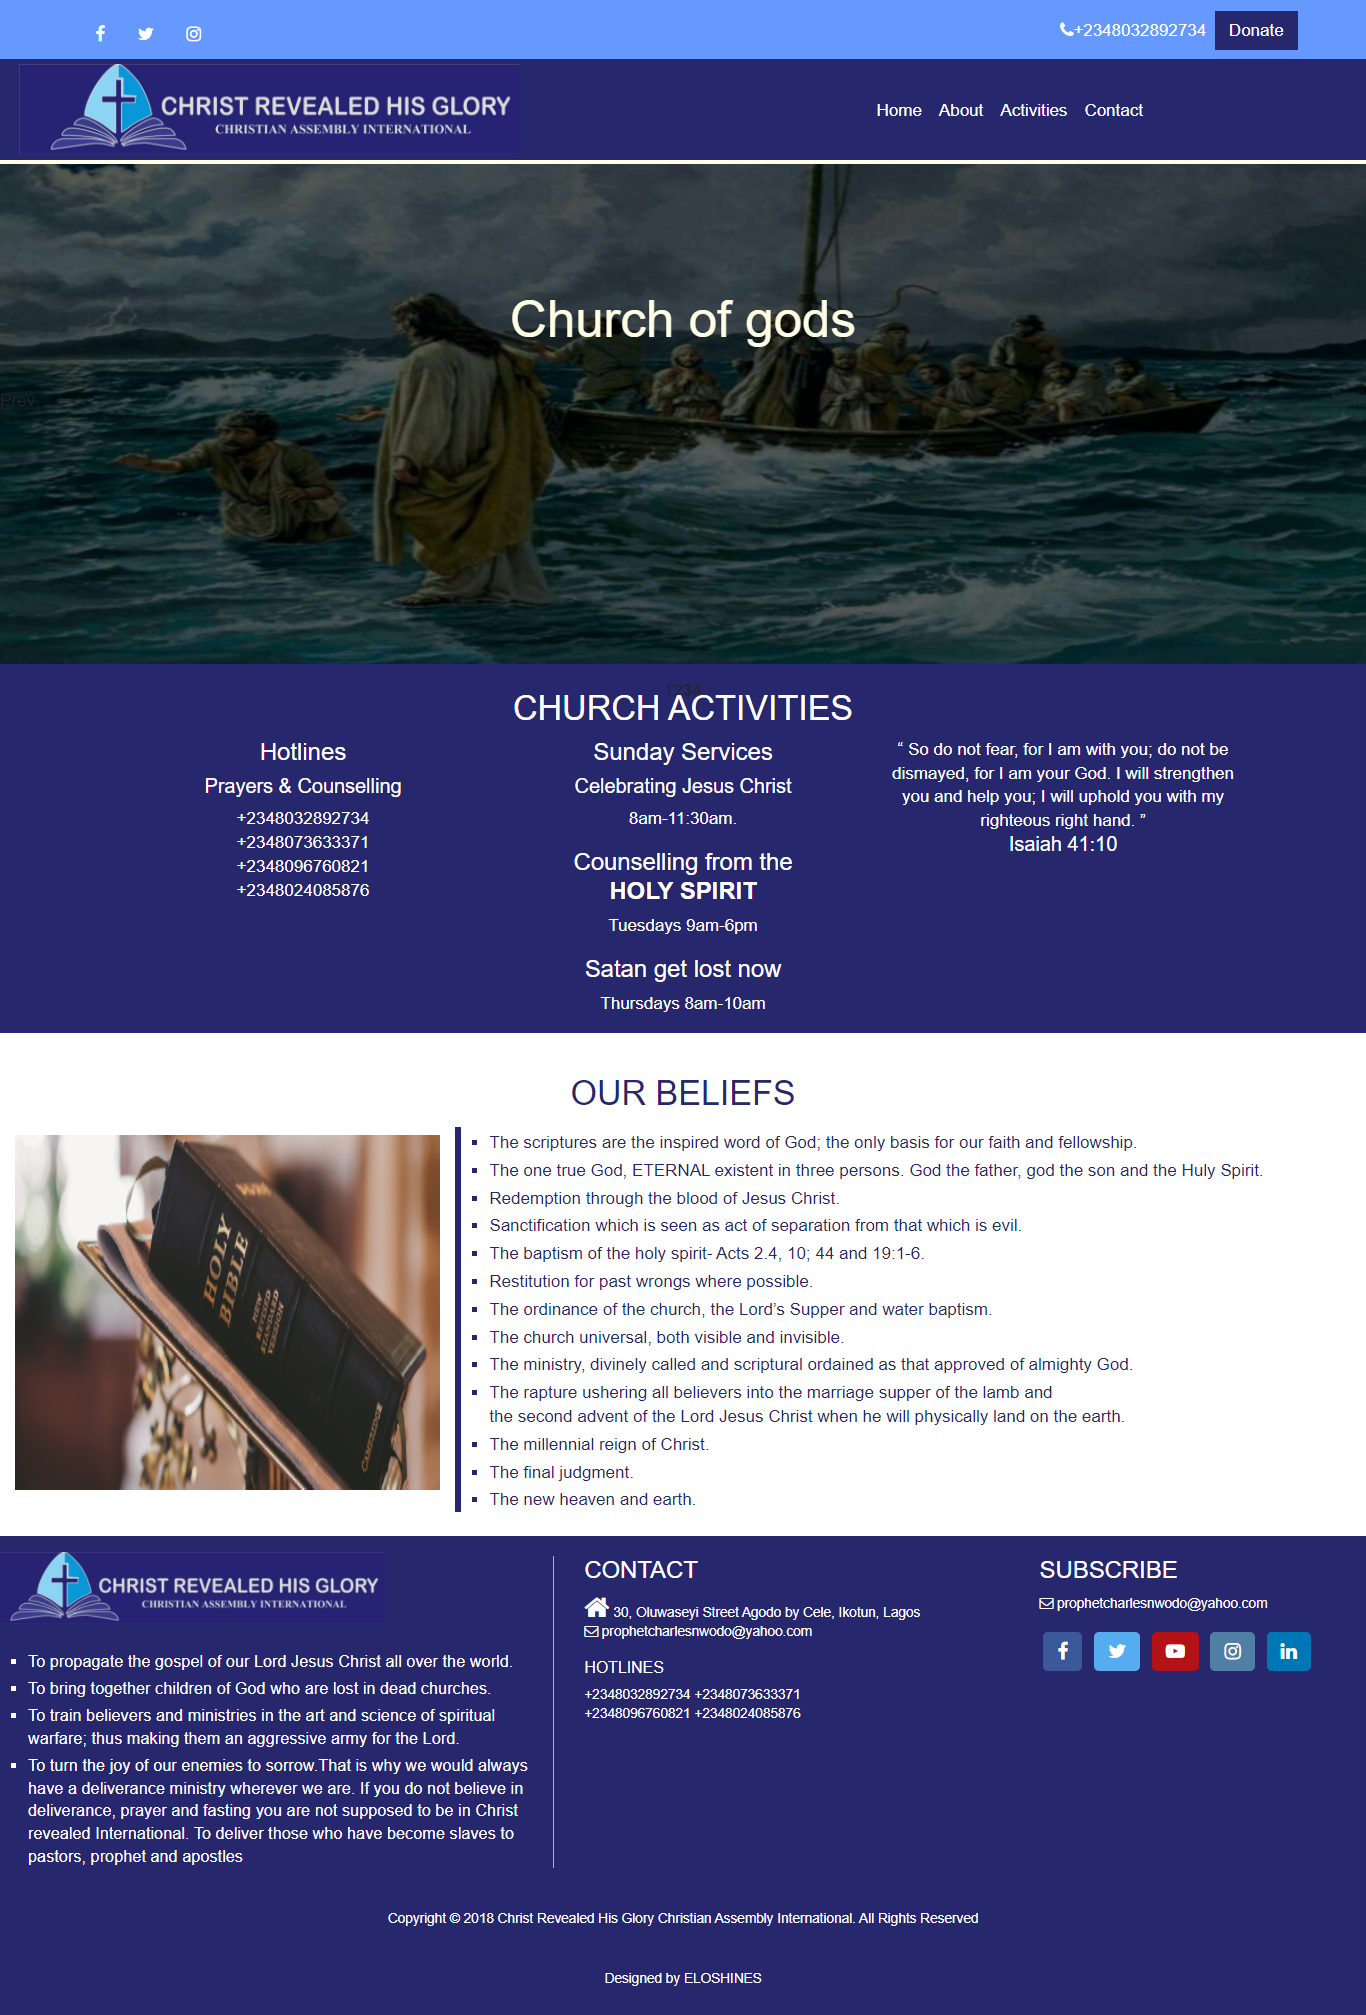 +2348032892734 Donate
CHRIST REVEALED HIS GLORY
CHRISTIAN ASSEMBLY INTERNATIONAL
Home About Activities Contact
Church of gods
Prev
1234
CHURCH ACTIVITIES
Hotlines
Prayers & Counselling
+2348032892734
+2348073633371
+2348096760821
+2348024085876
Sunday Services
Celebrating Jesus Christ
8am-11:30am.
Counselling from the
HOLY SPIRIT
Tuesdays 9am-6pm
Satan get lost now
Thursdays 8am-10am
“ So do not fear, for I am with you; do not be
dismayed, for I am your God. I will strengthen
you and help you; I will uphold you with my
righteous right hand. ”
Isaiah 41:10
OUR BELIEFS
HOLY
BIBLE
NEW
REVISED
STANDARD
VERSION
CAMBRIDGE
The scriptures are the inspired word of God; the only basis for our faith and fellowship.
The one true God, ETERNAL existent in three persons. God the father, god the son and the Huly Spirit.
Redemption through the blood of Jesus Christ.
Sanctification which is seen as act of separation from that which is evil.
The baptism of the holy spirit- Acts 2.4, 10; 44 and 19:1-6.
Restitution for past wrongs where possible.
The ordinance of the church, the Lord’s Supper and water baptism.
The church universal, both visible and invisible.
The ministry, divinely called and scriptural ordained as that approved of almighty God.
The rapture ushering all believers into the marriage supper of the lamb and
the second advent of the Lord Jesus Christ when he will physically land on the earth.
The millennial reign of Christ.
The final judgment.
The new heaven and earth.
CHRIST REVEALED HIS GLORY
CHRISTIAN ASSEMBLY INTERNATIONAL
To propagate the gospel of our Lord Jesus Christ all over the world.
To bring together children of God who are lost in dead churches.
To train believers and ministries in the art and science of spiritual
warfare; thus making them an aggressive army for the Lord.
To turn the joy of our enemies to sorrow.That is why we would always
have a deliverance ministry wherever we are. If you do not believe in
deliverance, prayer and fasting you are not supposed to be in Christ
revealed International. To deliver those who have become slaves to
pastors, prophet and apostles
CONTACT
30, Oluwaseyi Street Agodo by Cele, Ikotun, Lagos
prophetcharlesnwodo@yahoo.com
HOTLINES
+2348032892734 +2348073633371
+2348096760821 +2348024085876
SUBSCRIBE
prophetcharlesnwodo@yahoo.com
Copyright © 2018 Christ Revealed His Glory Christian Assembly International. All Rights Reserved
Designed by ELOSHINES